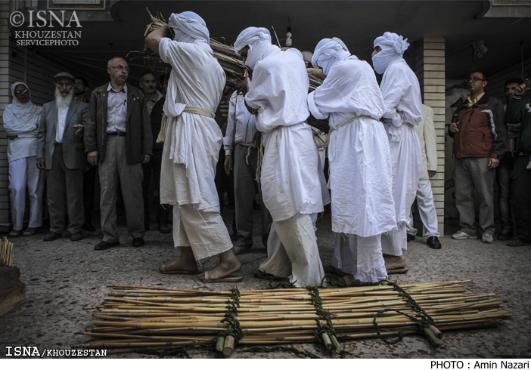 © ISNA
KHOUZESTAN
SERVICEPHOTO
ISNA/KHOUZESTAN
PHOTO : Amin Nazari